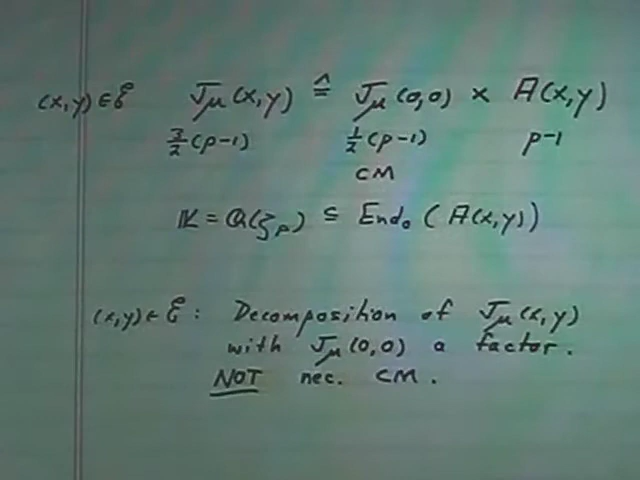 (x,y) ∈ ℰ J_μ(x,y) ≙ J_μ(0,0) × A(x,y)
3/2(p-1) 1/2(p-1) p-1
CM
𝕂 = Q(ζ_p) ⊆ End₀ (A(x,y))
(x,y) ∈ ℰ : Decomposition of J_μ(x,y)
with J_μ(0,0) a factor.
NOT nec. CM.